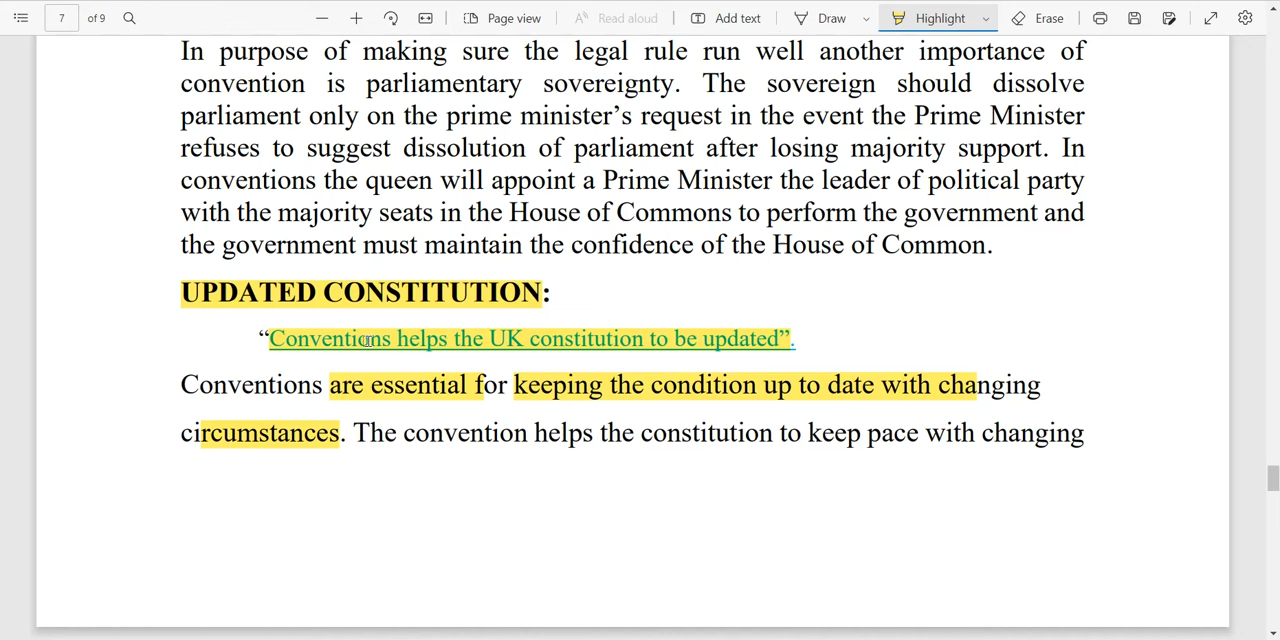 7 of 9 Page view Read aloud Add text Draw Highlight Erase
In purpose of making sure the legal rule run well another importance of
convention is parliamentary sovereignty. The sovereign should dissolve
parliament only on the prime minister’s request in the event the Prime Minister
refuses to suggest dissolution of parliament after losing majority support. In
conventions the queen will appoint a Prime Minister the leader of political party
with the majority seats in the House of Commons to perform the government and
the government must maintain the confidence of the House of Common.
UPDATED CONSTITUTION:
“Conventions helps the UK constitution to be updated”.
Conventions are essential for keeping the condition up to date with changing
circumstances. The convention helps the constitution to keep pace with changing